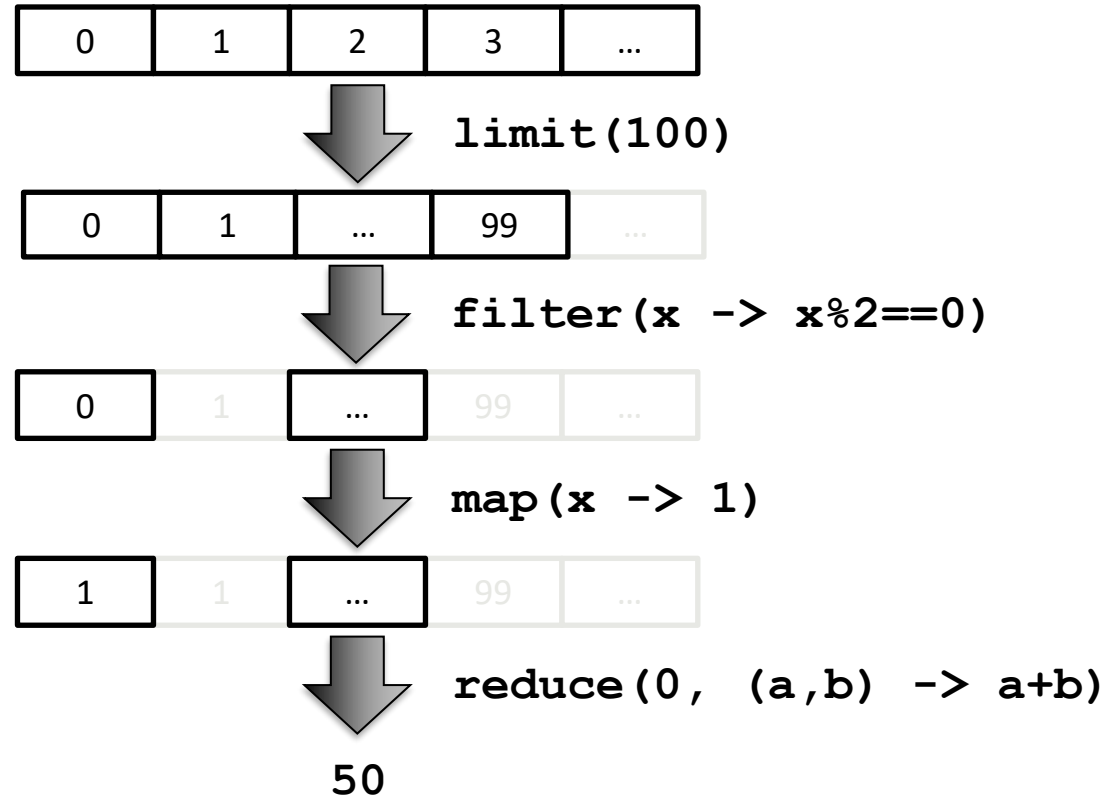 0 1 2 3 ...
limit(100)
0 1 ... 99 ...
filter(x -> x%2==0)
0 1 ... 99 ...
map(x -> 1)
1 1 ... 99 ...
reduce(0, (a,b) -> a+b)
50